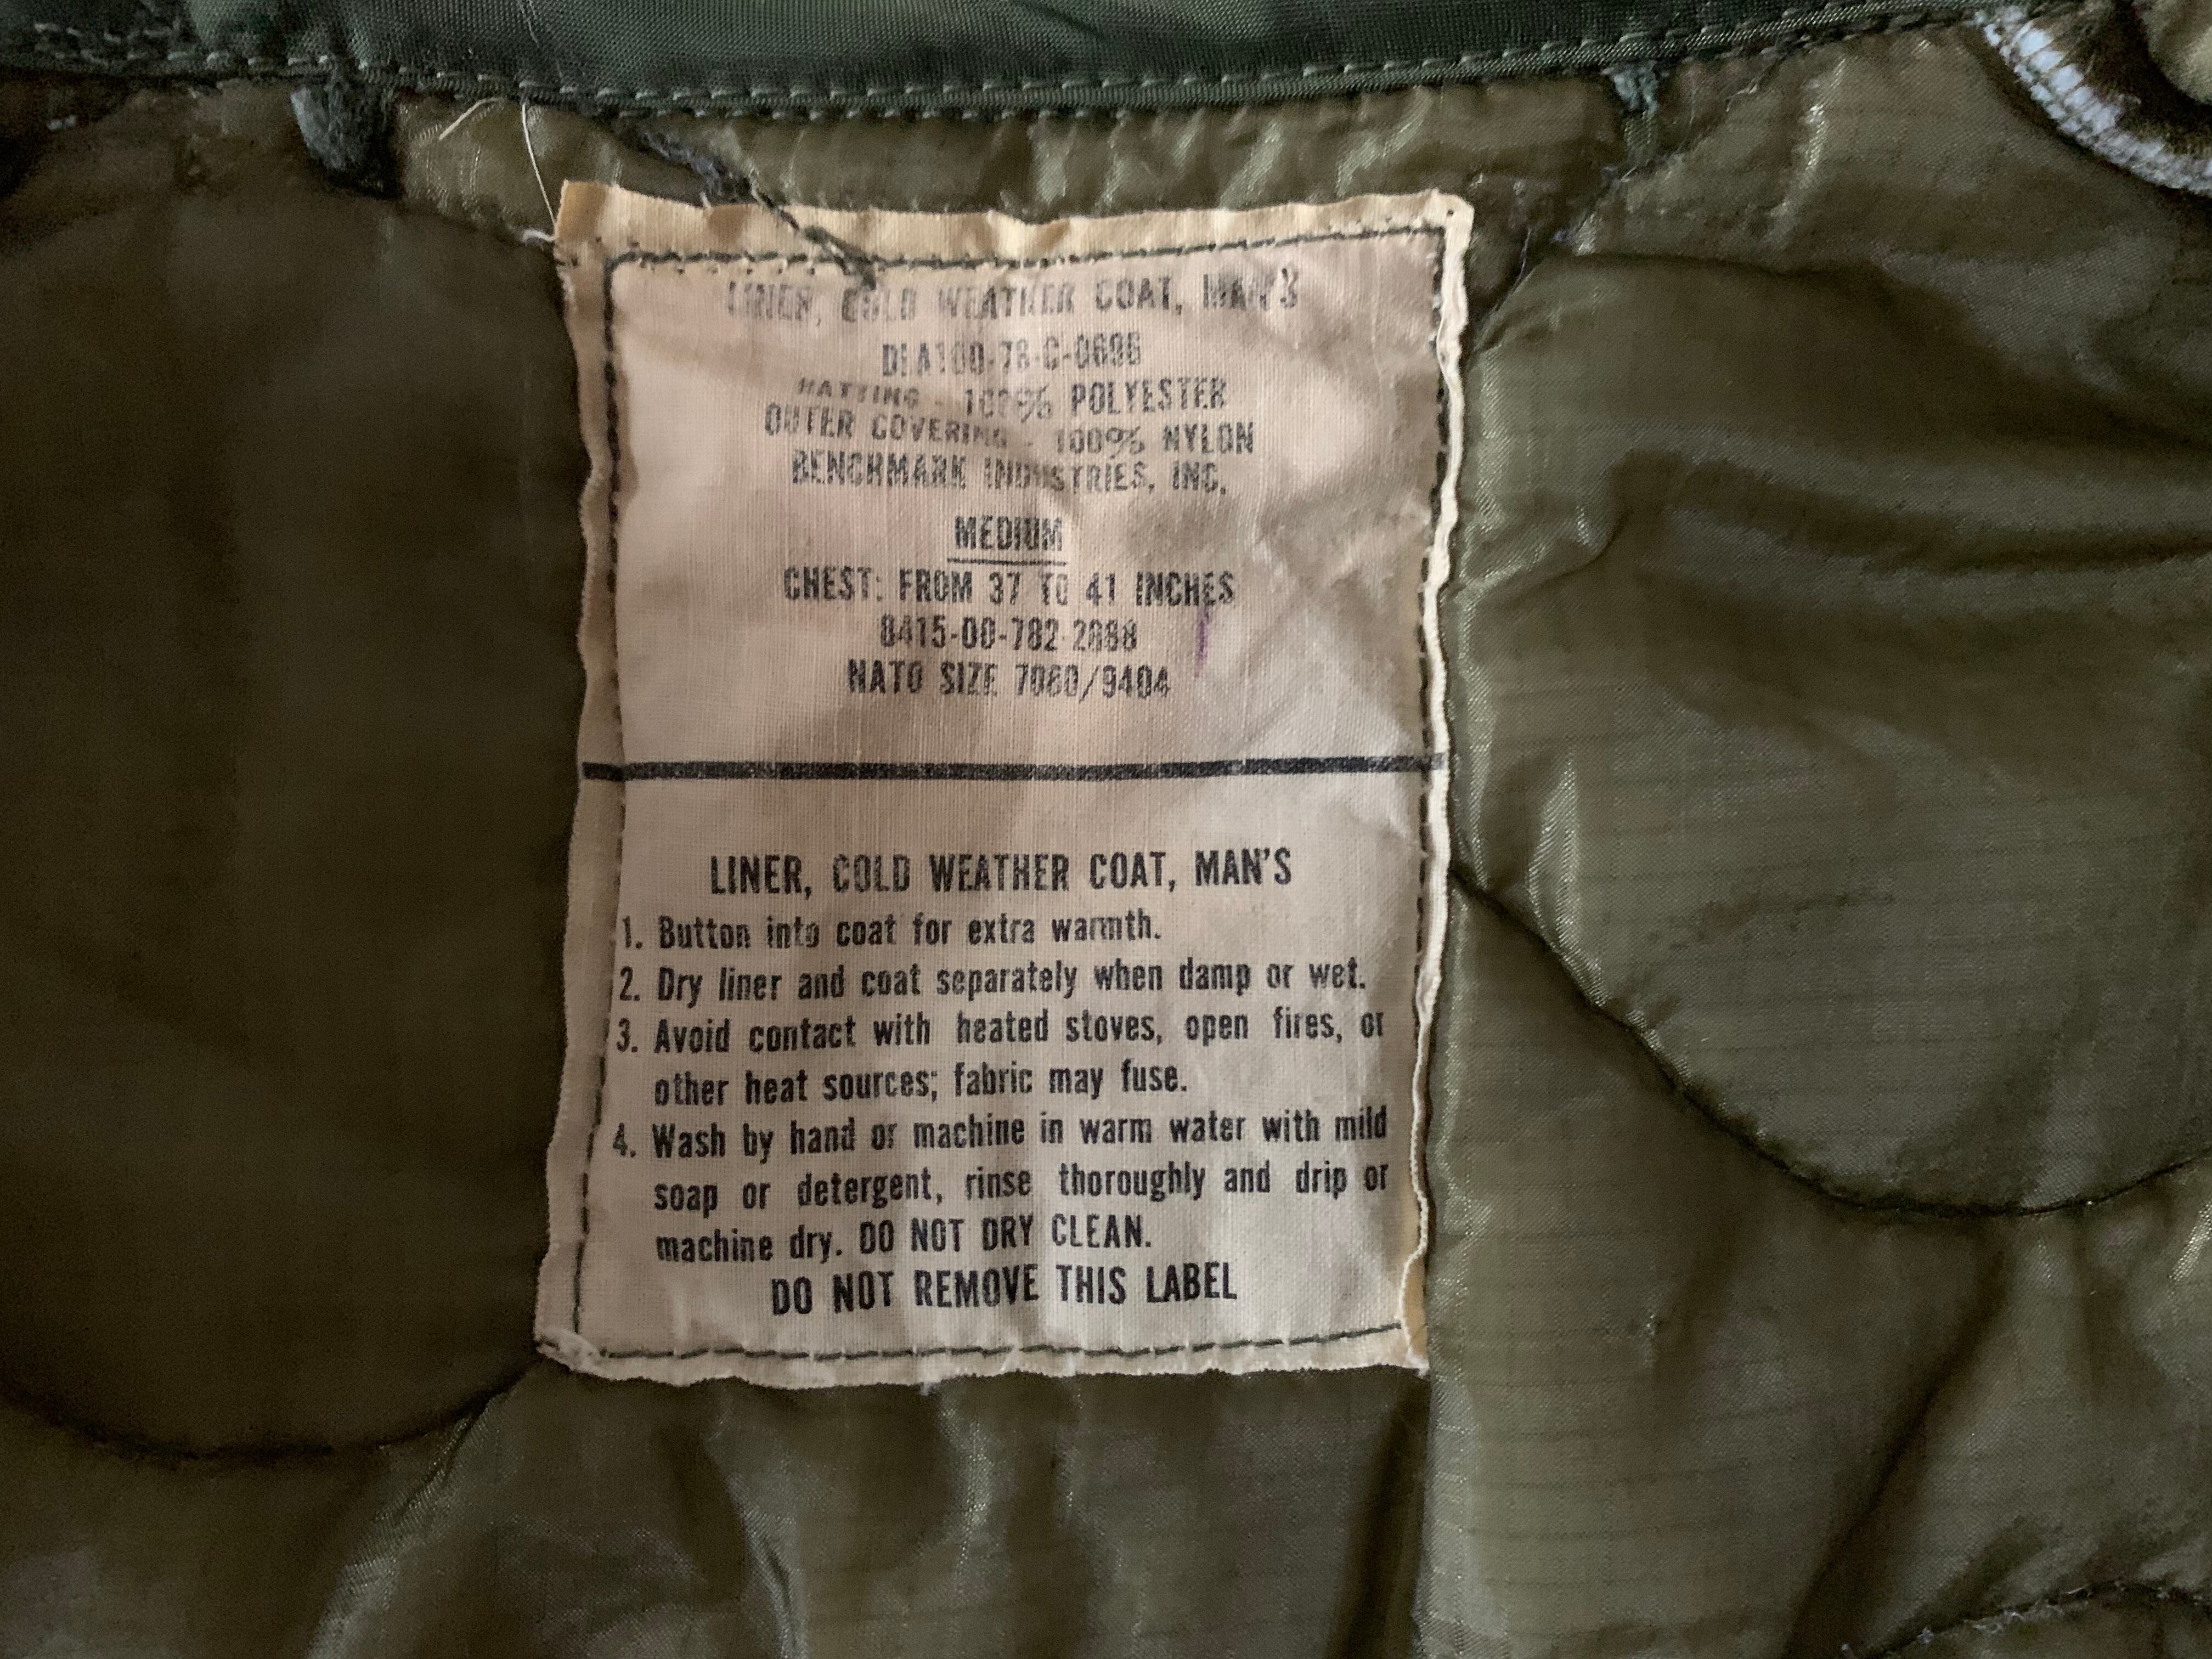 LINER, COLD WEATHER COAT, MAN'S
DLA100-78-C-0696
BATTING - 100% POLYESTER
OUTER COVERING - 100% NYLON
BENCHMARK INDUSTRIES, INC.
MEDIUM
CHEST: FROM 37 TO 41 INCHES
8415-00-782-2888
NATO SIZE 7080/9404
LINER, COLD WEATHER COAT, MAN'S
1. Button into coat for extra warmth.
2. Dry liner and coat separately when damp or wet.
3. Avoid contact with heated stoves, open fires, or
other heat sources; fabric may fuse.
4. Wash by hand or machine in warm water with mild
soap or detergent, rinse thoroughly and drip or
machine dry. DO NOT DRY CLEAN.
DO NOT REMOVE THIS LABEL